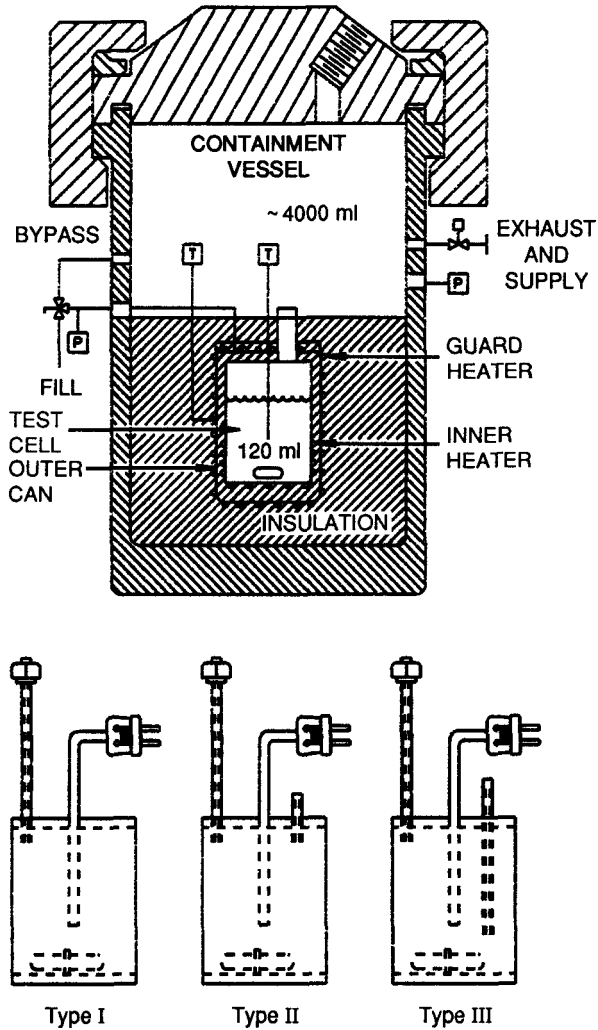 CONTAINMENT
VESSEL
~ 4000 ml
BYPASS
T
T
EXHAUST
AND
SUPPLY
P
P
FILL
GUARD
HEATER
TEST
CELL
OUTER
CAN
120 ml
INNER
HEATER
INSULATION
Type I
Type II
Type III